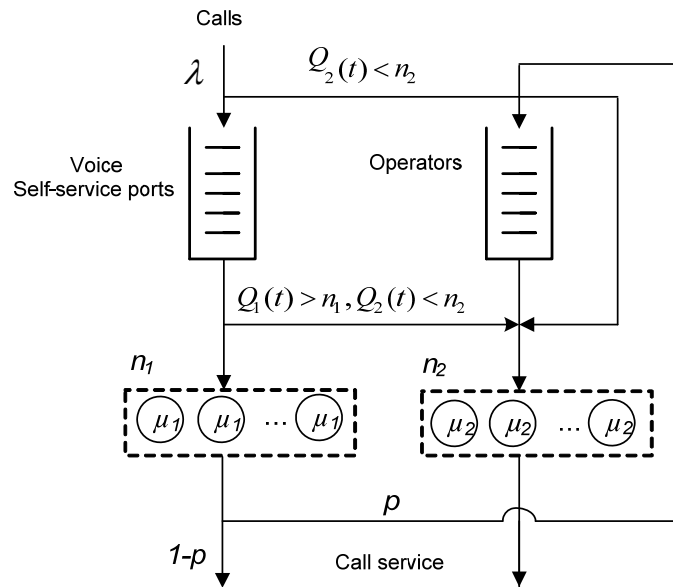 Calls
λ
Q₂(t) < n₂
Voice
Self-service ports
Operators
Q₁(t) > n₁, Q₂(t) < n₂
n₁
n₂
μ₁ μ₁ ... μ₁
μ₂ μ₂ ... μ₂
p
1-p
Call service